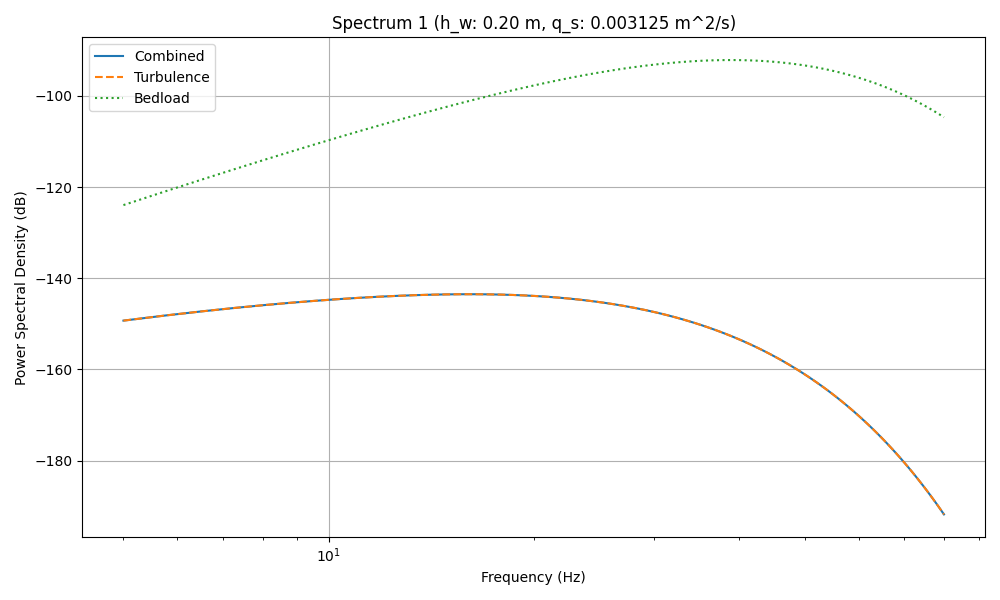 Spectrum 1 (h_w: 0.20 m, q_s: 0.003125 m^2/s)
Combined
Turbulence
Bedload
Power Spectral Density (dB)
−100
−120
−140
−160
−180
10¹
Frequency (Hz)